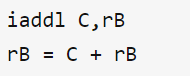 iaddl C,rB
rB = C + rB